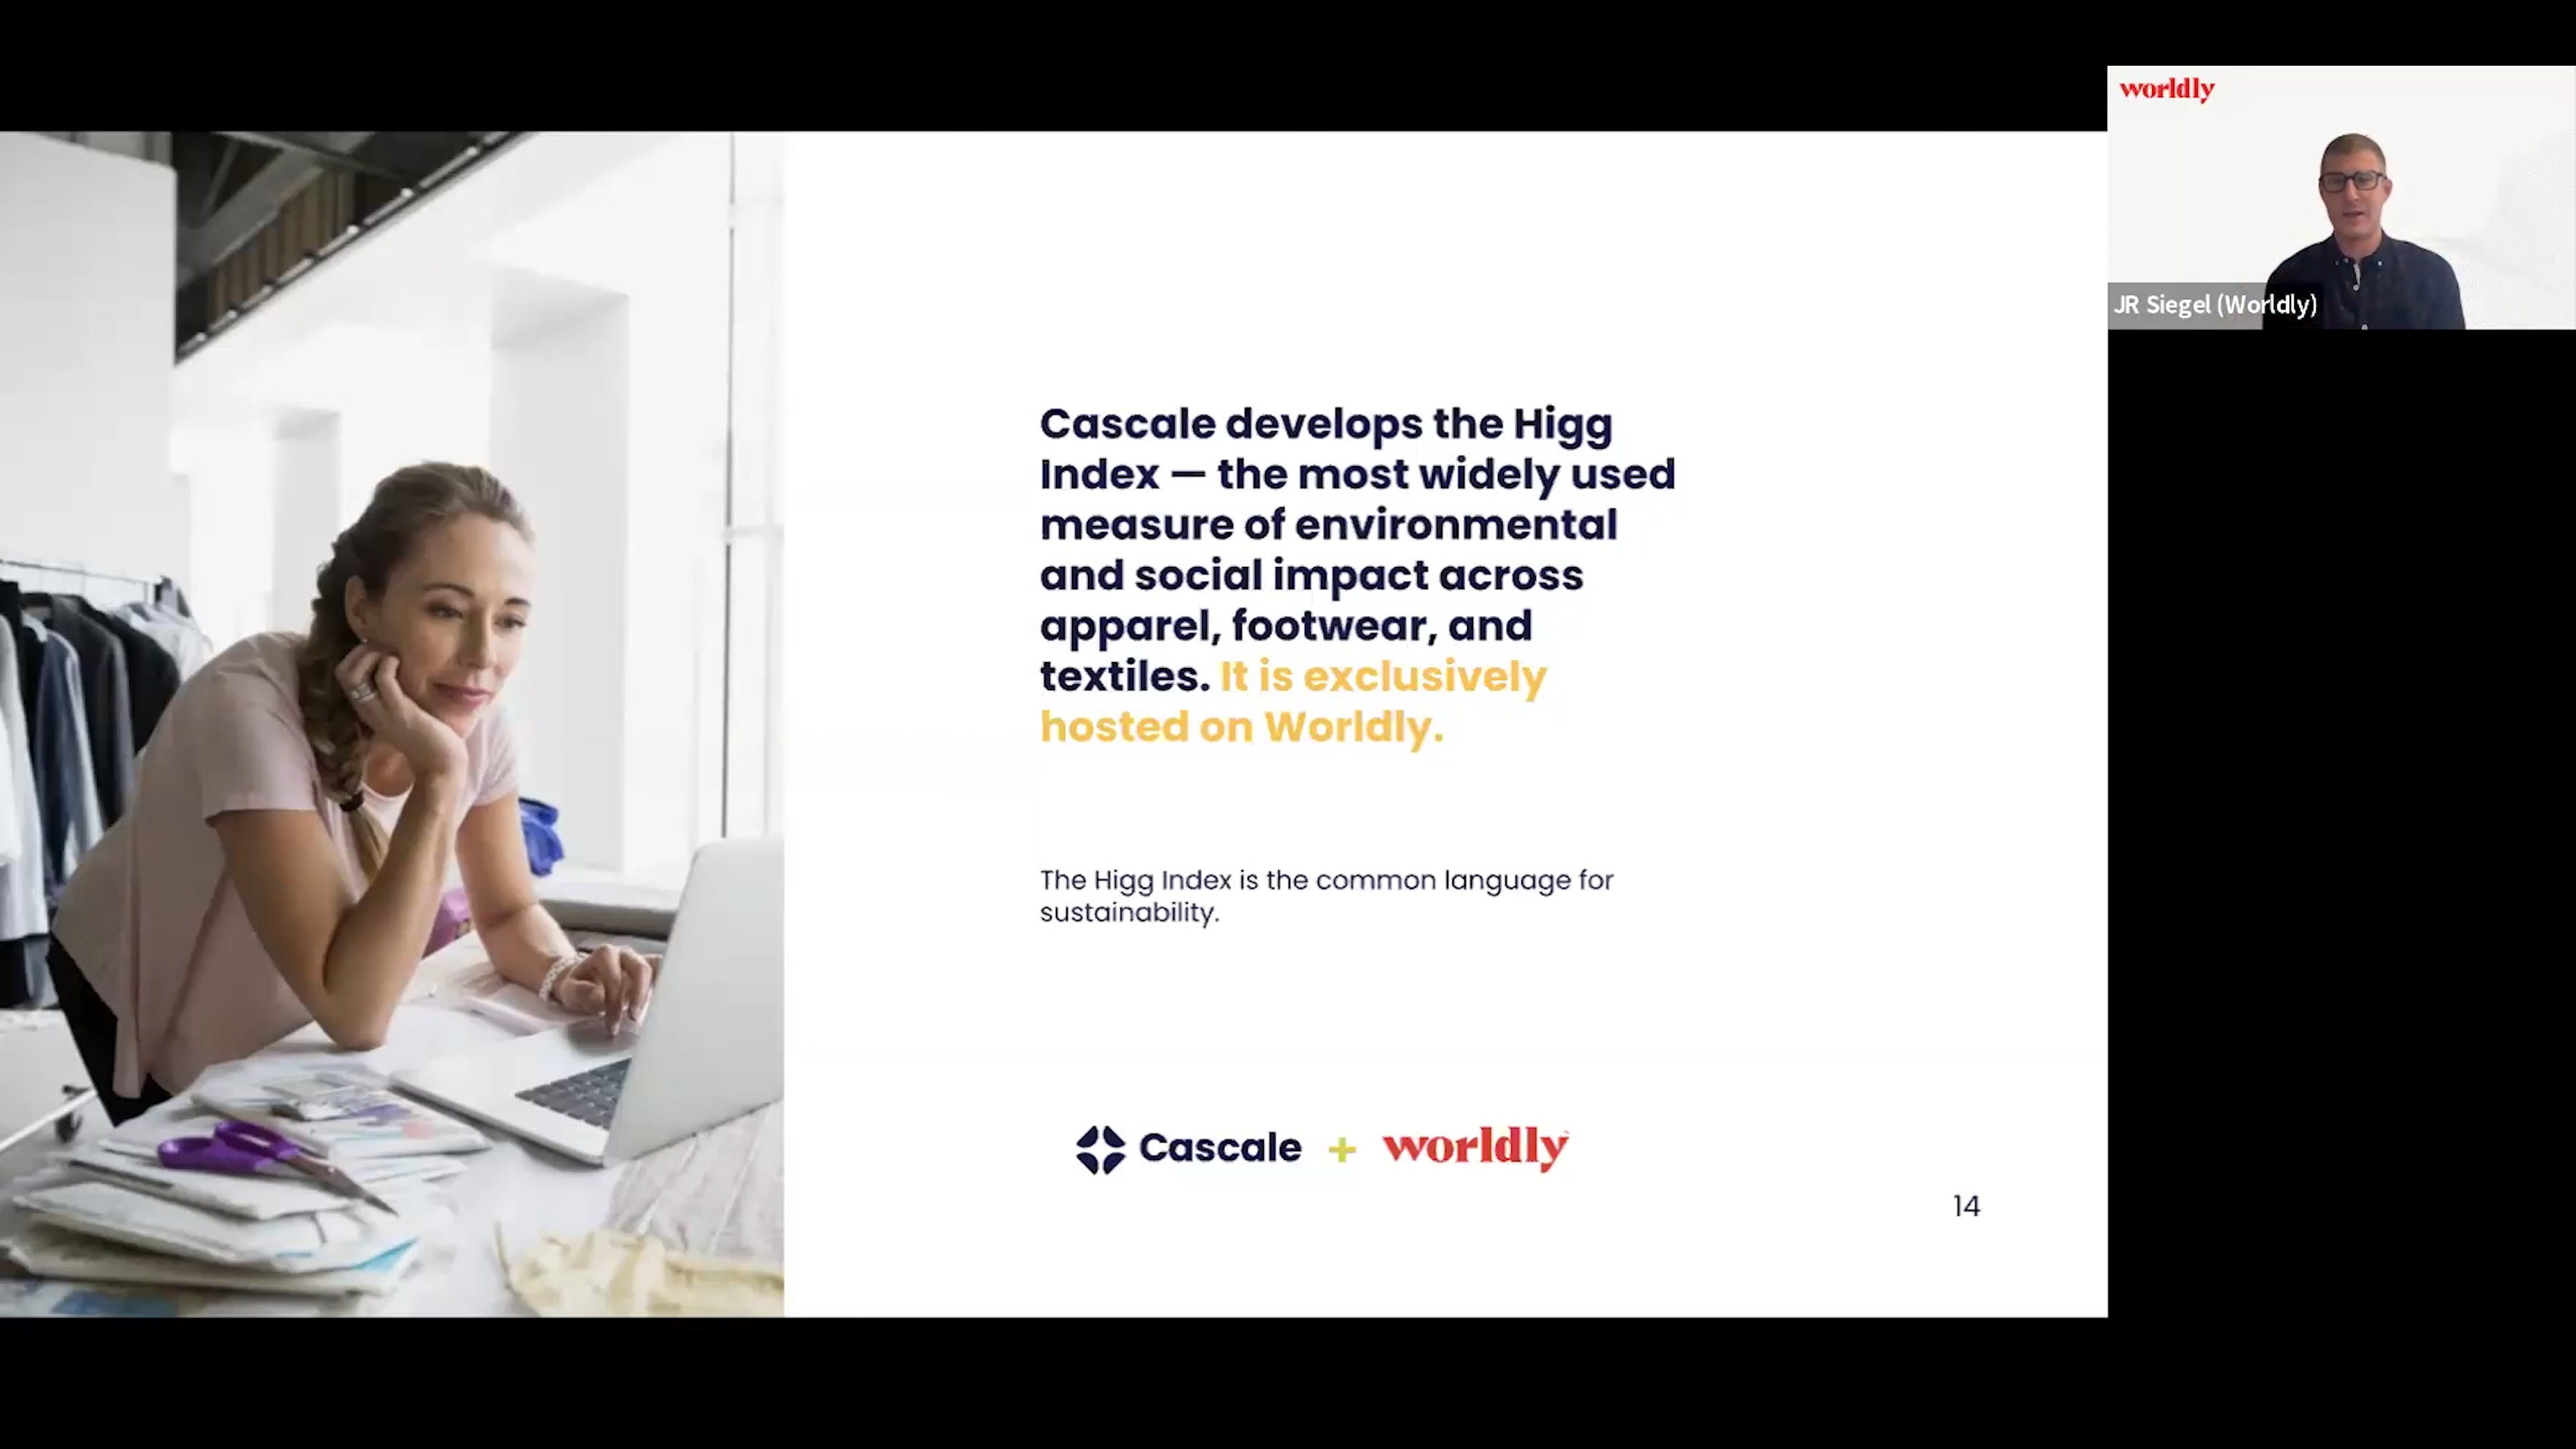 worldly
JR Siegel (Worldly)
Cascale develops the Higg
Index — the most widely used
measure of environmental
and social impact across
apparel, footwear, and
textiles. It is exclusively
hosted on Worldly.
The Higg Index is the common language for
sustainability.
Cascale + worldly
14